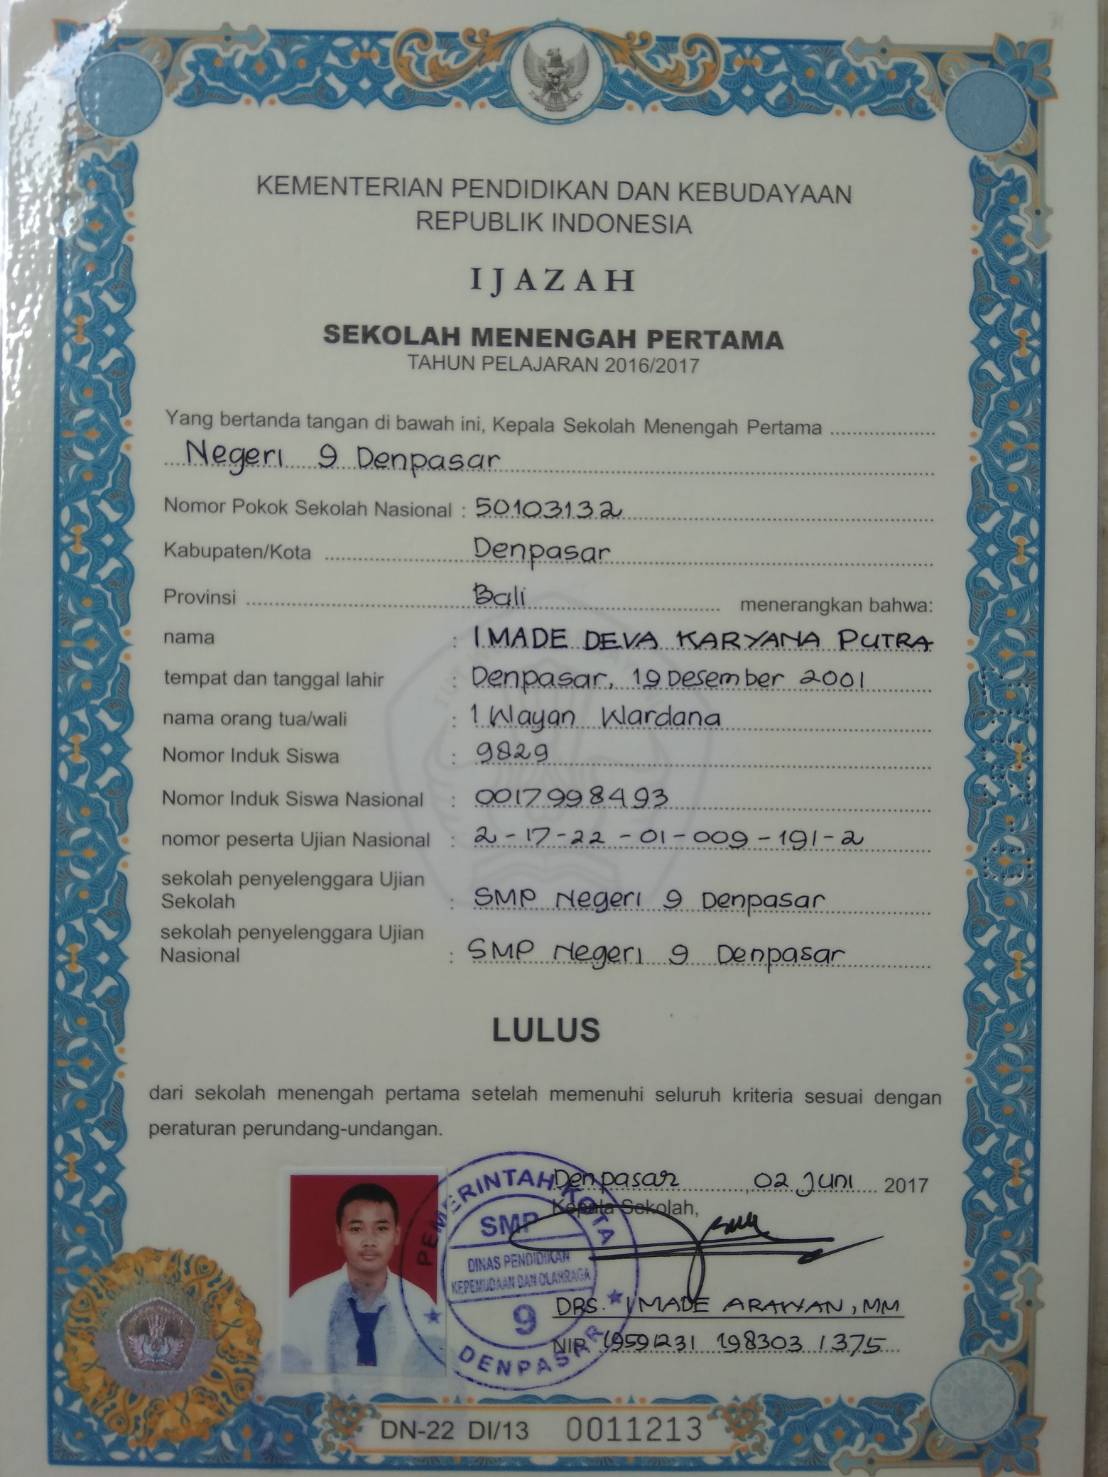 KEMENTERIAN PENDIDIKAN DAN KEBUDAYAAN
REPUBLIK INDONESIA
IJAZAH
SEKOLAH MENENGAH PERTAMA
TAHUN PELAJARAN 2016/2017
Yang bertanda tangan di bawah ini, Kepala Sekolah Menengah Pertama
Negeri 9 Denpasar
Nomor Pokok Sekolah Nasional : 50103132
Kabupaten/Kota Denpasar
Provinsi Bali menerangkan bahwa:
nama : I MADE DEVA KARYANA PUTRA
tempat dan tanggal lahir : Denpasar, 19 Desember 2001
nama orang tua/wali : I Wayan Wardana
Nomor Induk Siswa : 9829
Nomor Induk Siswa Nasional : 0017998493
nomor peserta Ujian Nasional : 2-17-22-01-009-191-2
sekolah penyelenggara Ujian
Sekolah : SMP Negeri 9 Denpasar
sekolah penyelenggara Ujian
Nasional : SMP Negeri 9 Denpasar
LULUS
dari sekolah menengah pertama setelah memenuhi seluruh kriteria sesuai dengan
peraturan perundang-undangan.
Denpasar, 02 Juni 2017
Kepala Sekolah,
PEMERINTAH KOTA
SMP
DINAS PENDIDIKAN
KEPEMUDAAN DAN OLAHRAGA
9
DENPASAR
DRS. I MADE ARAWAN, MM
NIP. 19591231 198303 1 375
DN-22 DI/13 0011213